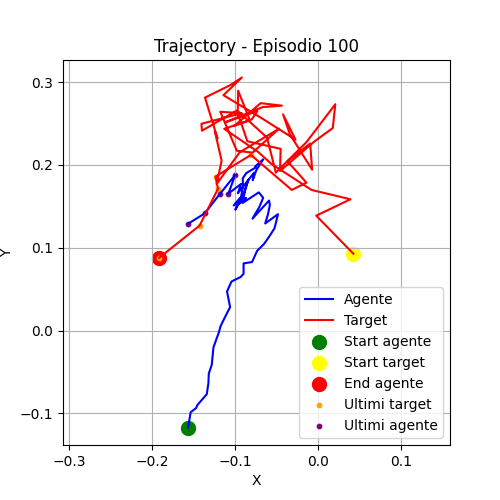 Trajectory - Episodio 100
Y
0.3
0.2
0.1
0.0
−0.1
−0.3
−0.2
−0.1
0.0
0.1
X
Agente
Target
Start agente
Start target
End agente
Ultimi target
Ultimi agente